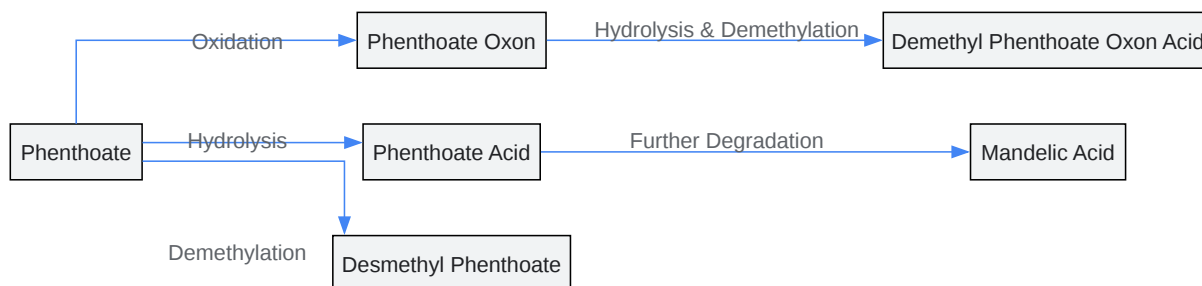 Oxidation
Phenthoate Oxon
Hydrolysis & Demethylation
Demethyl Phenthoate Oxon Acid
Phenthoate
Hydrolysis
Phenthoate Acid
Further Degradation
Mandelic Acid
Demethylation
Desmethyl Phenthoate